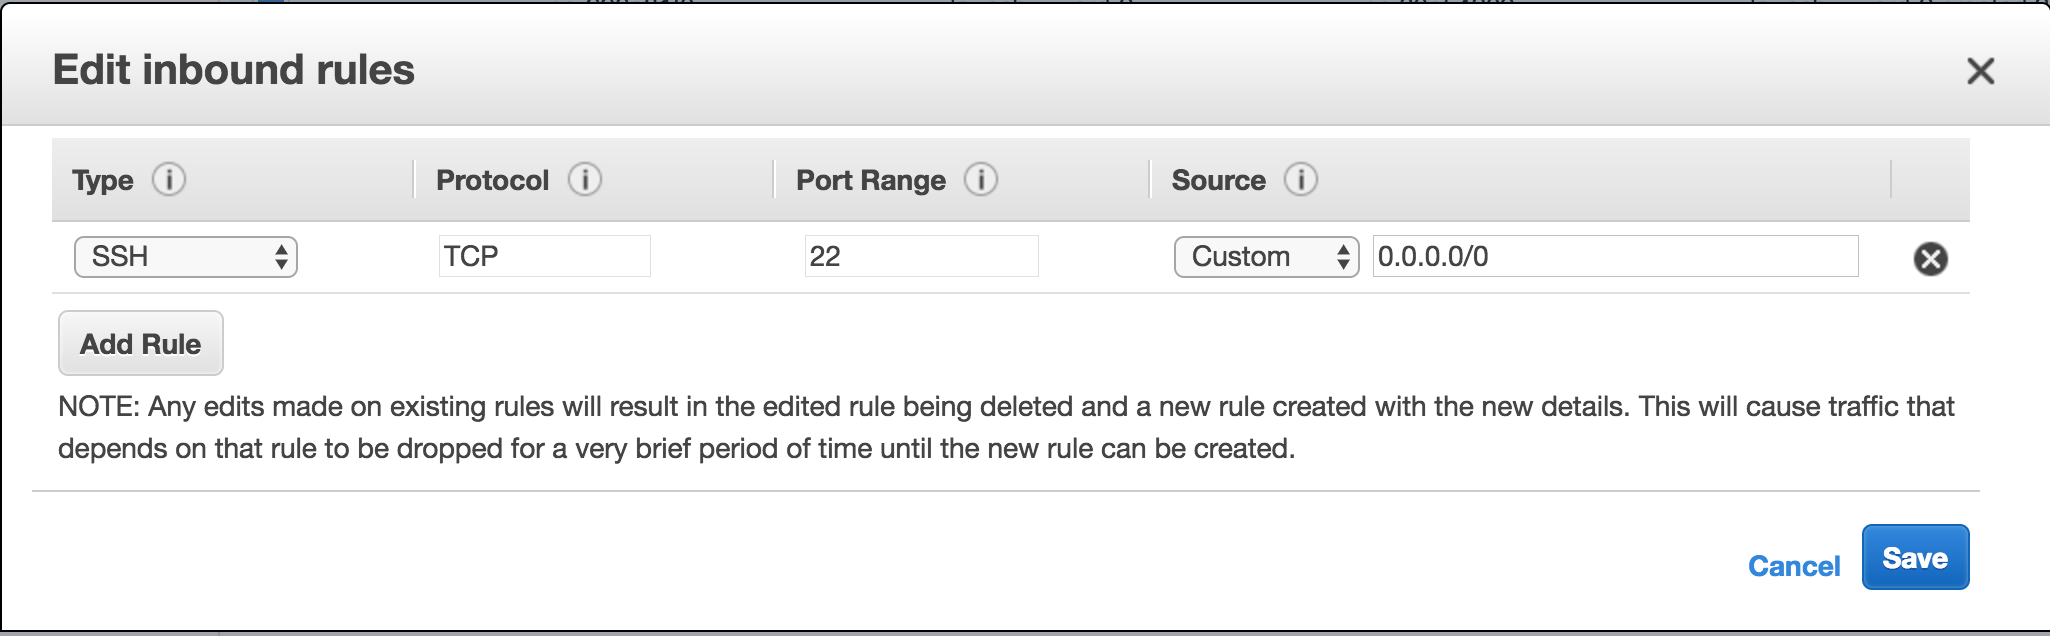 Edit inbound rules
Type Protocol Port Range Source
SSH TCP 22 Custom 0.0.0.0/0
Add Rule
NOTE: Any edits made on existing rules will result in the edited rule being deleted and a new rule created with the new details. This will cause traffic that
depends on that rule to be dropped for a very brief period of time until the new rule can be created.
Cancel Save